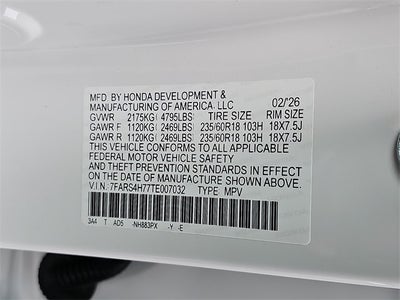 MFD. BY HONDA DEVELOPMENT &
MANUFACTURING OF AMERICA, LLC 02/26
GVWR 2175KG( 4795LBS) TIRE SIZE RIM SIZE
GAWR F 1120KG( 2469LBS) 235/60R18 103H 18X7.5J
GAWR R 1120KG( 2469LBS) 235/60R18 103H 18X7.5J
THIS VEHICLE CONFORMS TO ALL APPLICABLE
FEDERAL MOTOR VEHICLE SAFETY
AND THEFT PREVENTION STANDARDS IN EFFECT
ON THE DATE OF MANUFACTURE SHOWN ABOVE.
V.I.N.: 7FARS4H77TE007032 TYPE: MPV
3A4 T AD5 -NH883PX -Y -E